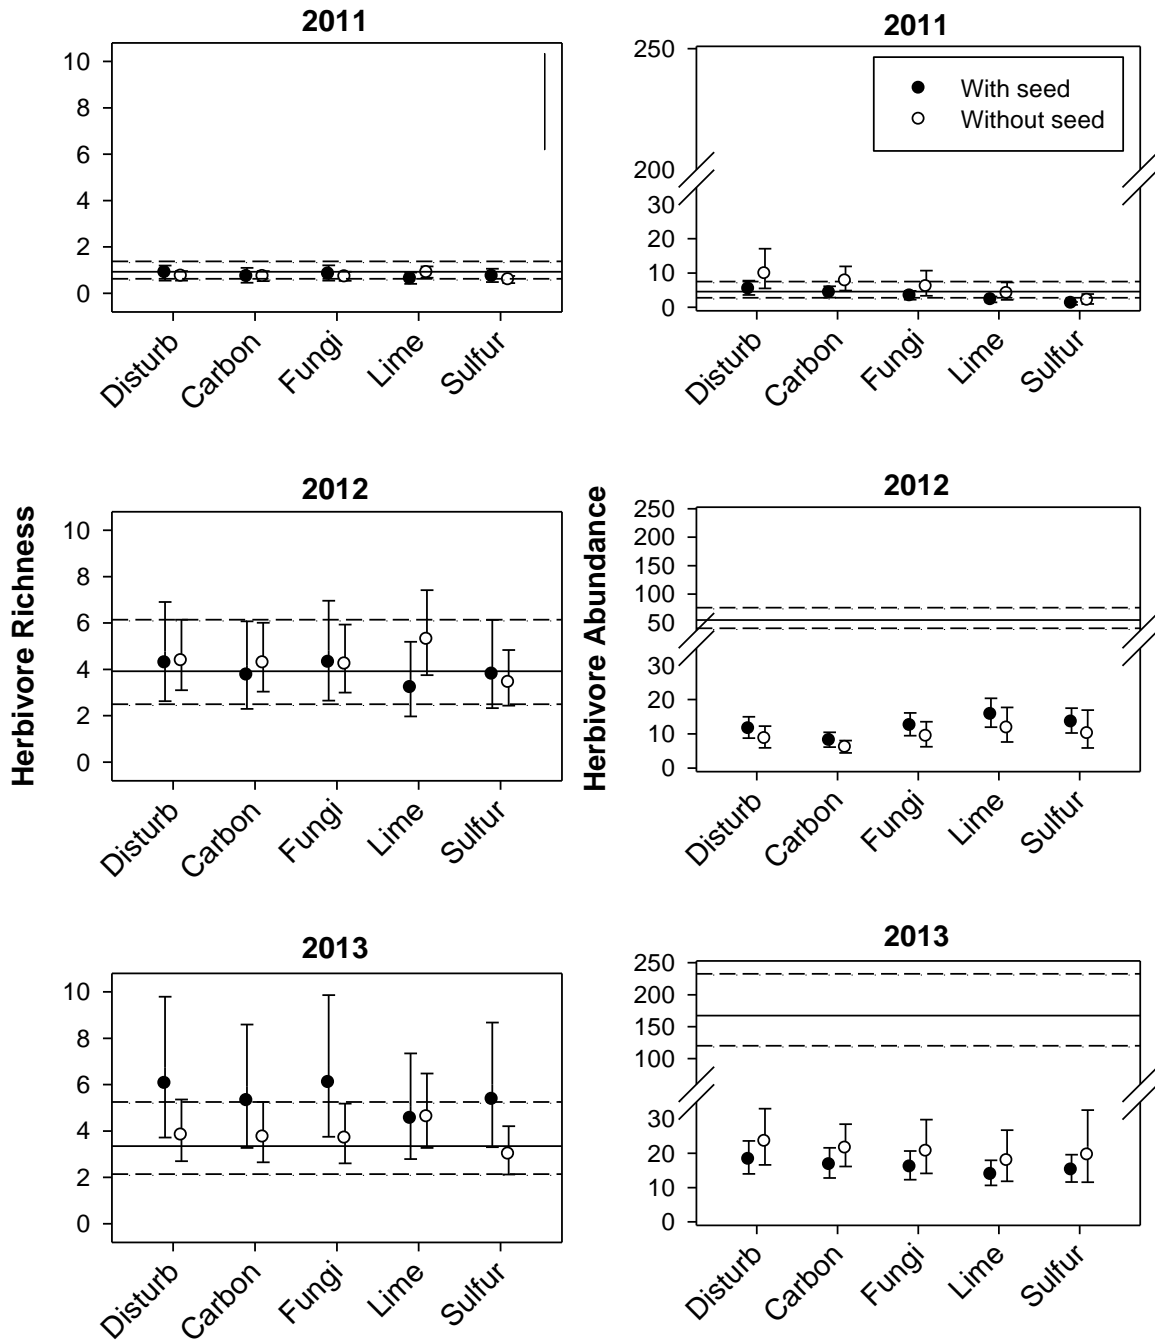 2011
10
8
6
4
2
0
Disturb
Carbon
Fungi
Lime
Sulfur
2011
250
200
30
20
10
0
With seed
Without seed
Disturb
Carbon
Fungi
Lime
Sulfur
Herbivore Richness
2012
10
8
6
4
2
0
Disturb
Carbon
Fungi
Lime
Sulfur
Herbivore Abundance
2012
250
200
150
100
50
30
20
10
0
Disturb
Carbon
Fungi
Lime
Sulfur
2013
10
8
6
4
2
0
Disturb
Carbon
Fungi
Lime
Sulfur
2013
250
200
150
100
30
20
10
0
Disturb
Carbon
Fungi
Lime
Sulfur